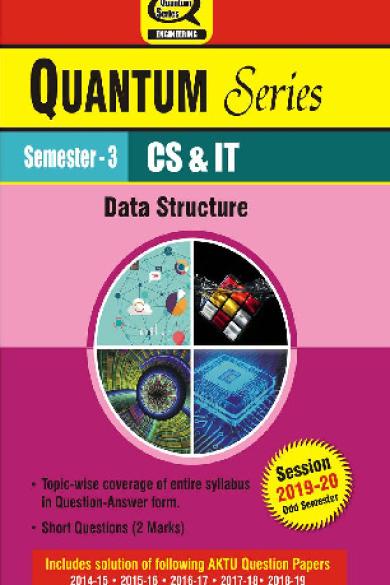 Quantum
Series
ENGINEERING
QUANTUM Series
Semester - 3 CS & IT
Data Structure
• Topic-wise coverage of entire syllabus
in Question-Answer form.
• Short Questions (2 Marks)
Session
2019-20
Odd Semester
Includes solution of following AKTU Question Papers
2014-15 • 2015-16 • 2016-17 • 2017-18 • 2018-19